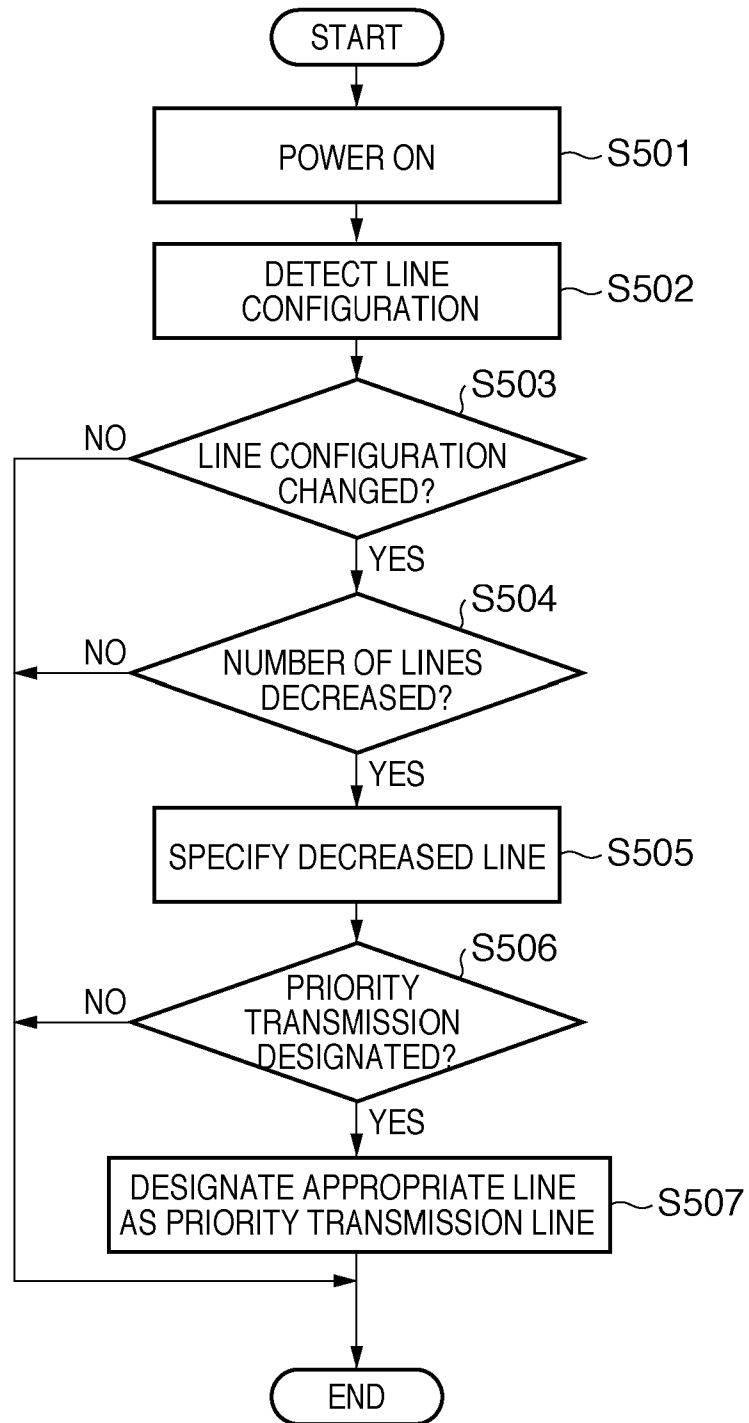 START
POWER ON
S501
DETECT LINE
CONFIGURATION
S502
S503
NO
LINE CONFIGURATION
CHANGED?
YES
S504
NO
NUMBER OF LINES
DECREASED?
YES
SPECIFY DECREASED LINE
S505
S506
NO
PRIORITY
TRANSMISSION
DESIGNATED?
YES
DESIGNATE APPROPRIATE LINE
AS PRIORITY TRANSMISSION LINE
S507
END